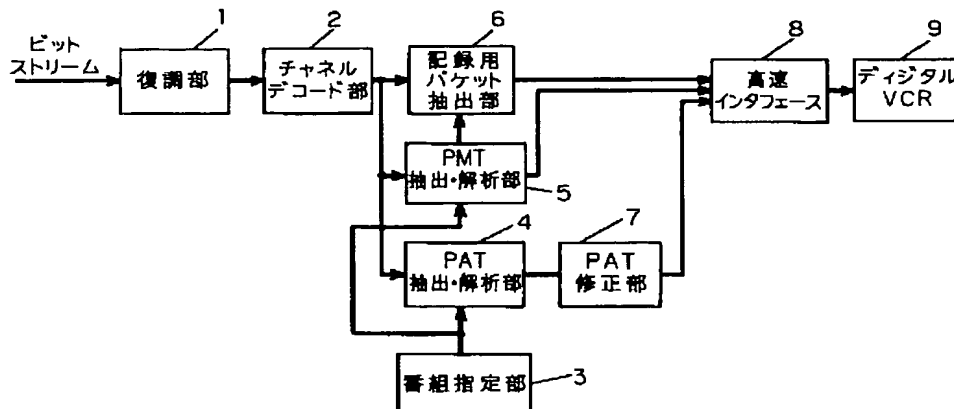 1
2
6
8
9
ビット
ストリーム
復調部
チャネル
デコード部
記録用
パケット
抽出部
高速
インタフェース
ディジタル
VCR
PMT
抽出・解析部
5
4
7
PAT
抽出・解析部
PAT
修正部
番組指定部
3